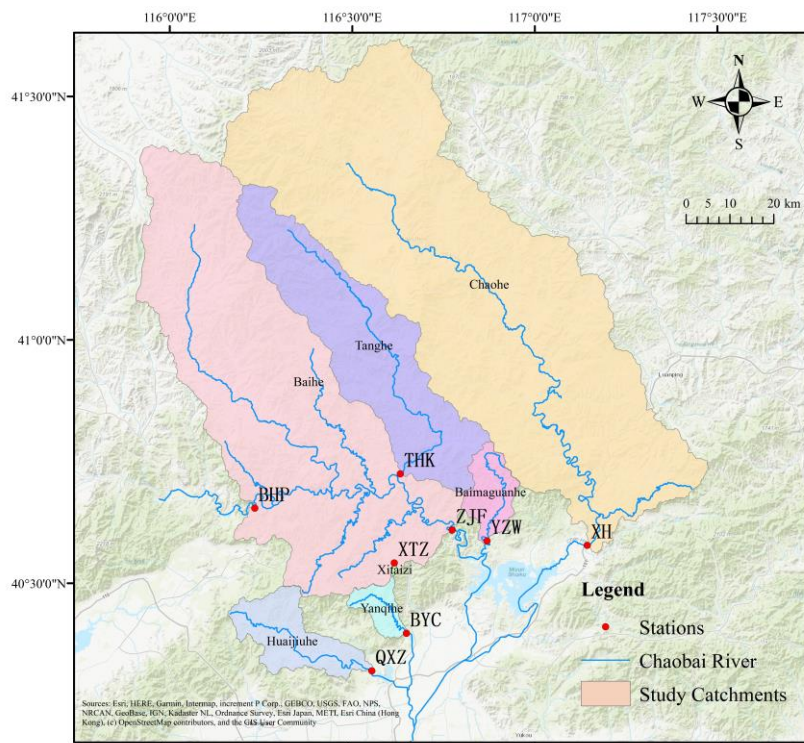 116°0'0"E 116°30'0"E 117°0'0"E 117°30'0"E
41°30'0"N
41°0'0"N
40°30'0"N
N
W E
S
0 5 10 20 km
Chaohe
Tanghe
Baihe
THK
Baimaguanhe
BHP
ZJF
YZW
XH
XTZ
Xitaizi
Yanqihe
BYC
Huaijiuhe
QXZ
Legend
Stations
Chaobai River
Study Catchments
Sources: Esri, HERE, Garmin, Intermap, increment P Corp., GEBCO, USGS, FAO, NPS,
NRCAN, GeoBase, IGN, Kadaster NL, Ordnance Survey, Esri Japan, METI, Esri China (Hong
Kong), (c) OpenStreetMap contributors, and the GIS User Community